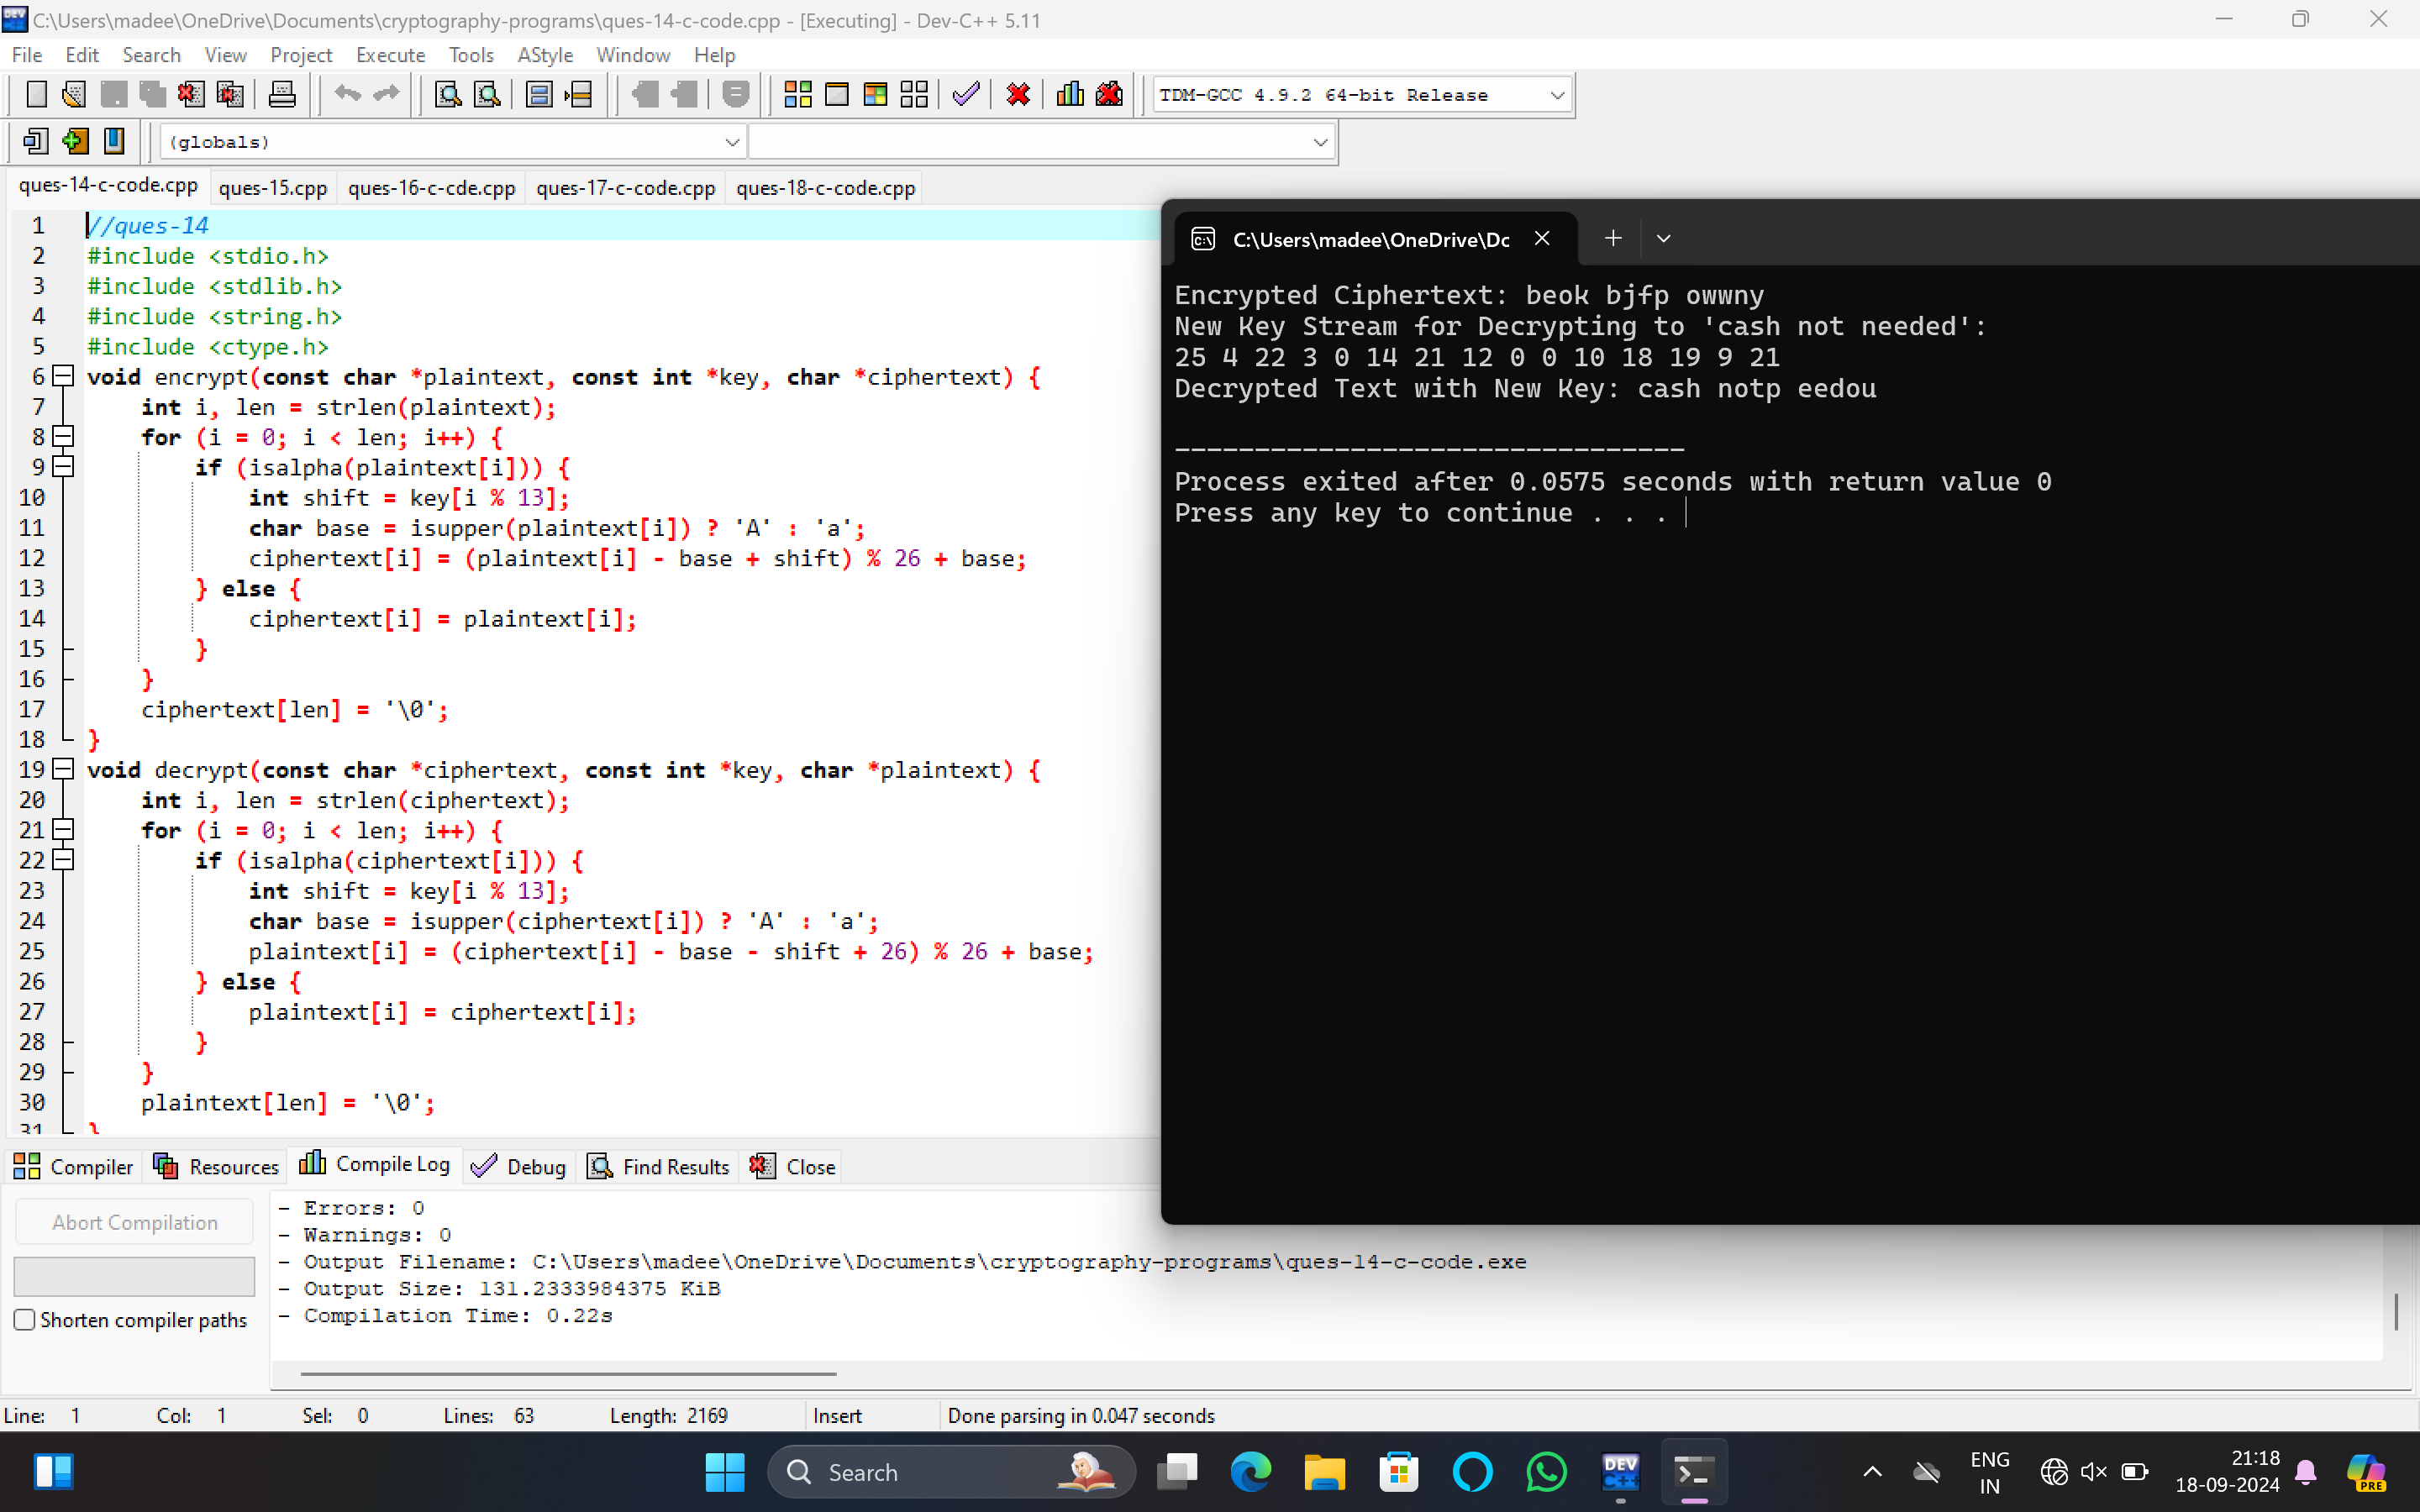 C:\Users\madee\OneDrive\Documents\cryptography-programs\ques-14-c-code.cpp - [Executing] - Dev-C++ 5.11
File Edit Search View Project Execute Tools AStyle Window Help
TDM-GCC 4.9.2 64-bit Release
(globals)
ques-14-c-code.cpp ques-15.cpp ques-16-c-cde.cpp ques-17-c-code.cpp ques-18-c-code.cpp
1 //ques-14
2 #include <stdio.h>
3 #include <stdlib.h>
4 #include <string.h>
5 #include <ctype.h>
6 void encrypt(const char *plaintext, const int *key, char *ciphertext) {
7 int i, len = strlen(plaintext);
8 for (i = 0; i < len; i++) {
9 if (isalpha(plaintext[i])) {
10 int shift = key[i % 13];
11 char base = isupper(plaintext[i]) ? 'A' : 'a';
12 ciphertext[i] = (plaintext[i] - base + shift) % 26 + base;
13 } else {
14 ciphertext[i] = plaintext[i];
15 }
16 }
17 ciphertext[len] = '\0';
18 }
19 void decrypt(const char *ciphertext, const int *key, char *plaintext) {
20 int i, len = strlen(ciphertext);
21 for (i = 0; i < len; i++) {
22 if (isalpha(ciphertext[i])) {
23 int shift = key[i % 13];
24 char base = isupper(ciphertext[i]) ? 'A' : 'a';
25 plaintext[i] = (ciphertext[i] - base - shift + 26) % 26 + base;
26 } else {
27 plaintext[i] = ciphertext[i];
28 }
29 }
30 plaintext[len] = '\0';
31 }
C:\Users\madee\OneDrive\Dc
Encrypted Ciphertext: beok bjfp owwny
New Key Stream for Decrypting to 'cash not needed':
25 4 22 3 0 14 21 12 0 0 10 18 19 9 21
Decrypted Text with New Key: cash notp eedou
--------------------------------
Process exited after 0.0575 seconds with return value 0
Press any key to continue . . .
Compiler Resources Compile Log Debug Find Results Close
Abort Compilation
Shorten compiler paths
- Errors: 0
- Warnings: 0
- Output Filename: C:\Users\madee\OneDrive\Documents\cryptography-programs\ques-14-c-code.exe
- Output Size: 131.2333984375 KiB
- Compilation Time: 0.22s
Line: 1 Col: 1 Sel: 0 Lines: 63 Length: 2169 Insert Done parsing in 0.047 seconds
Search
DEV C++
ENG
IN
21:18
18-09-2024
PRE